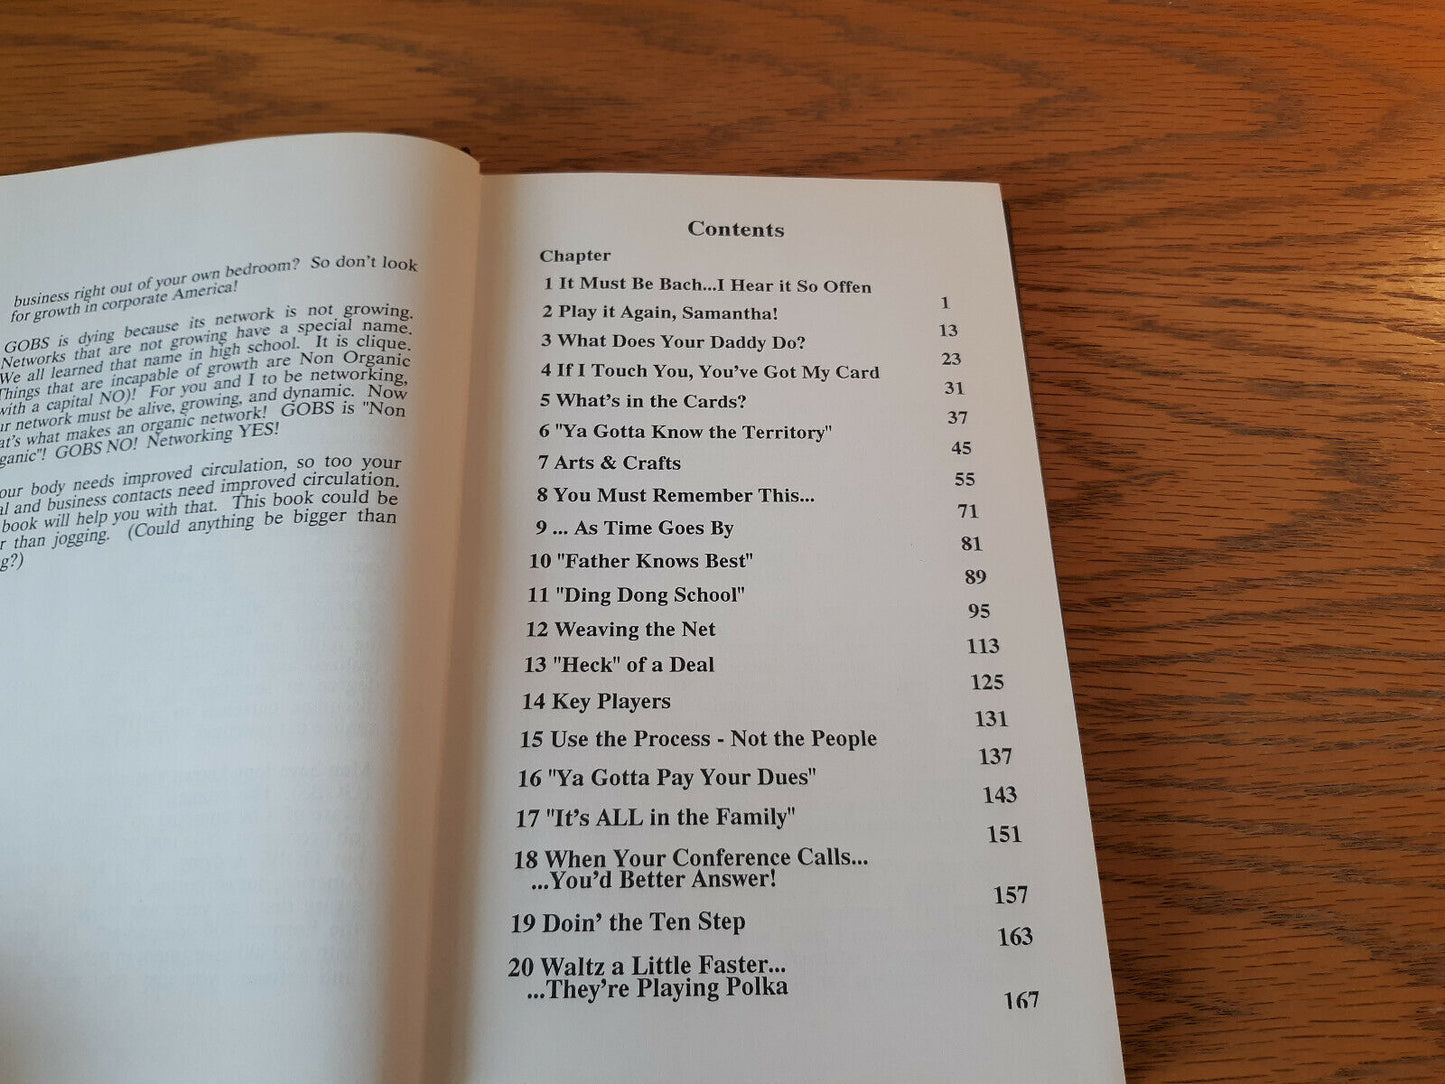 business right out of your own bedroom? So don't look
for growth in corporate America!
GOBS is dying because its network is not growing.
Networks that are not growing have a special name.
We all learned that name in high school. It is clique.
Things that are incapable of growth are Non Organic
with a capital NO)! For you and I to be networking,
ur network must be alive, growing, and dynamic. Now
at's what makes an organic network! GOBS is "Non
ganic"! GOBS NO! Networking YES!
our body needs improved circulation, so too your
al and business contacts need improved circulation.
book will help you with that. This book could be
r than jogging. (Could anything be bigger than
g?)
Contents
Chapter
1 It Must Be Bach...I Hear it So Offen 1
2 Play it Again, Samantha! 13
3 What Does Your Daddy Do? 23
4 If I Touch You, You've Got My Card 31
5 What's in the Cards? 37
6 "Ya Gotta Know the Territory" 45
7 Arts & Crafts 55
8 You Must Remember This... 71
9 ... As Time Goes By 81
10 "Father Knows Best" 89
11 "Ding Dong School" 95
12 Weaving the Net 113
13 "Heck" of a Deal 125
14 Key Players 131
15 Use the Process - Not the People 137
16 "Ya Gotta Pay Your Dues" 143
17 "It's ALL in the Family" 151
18 When Your Conference Calls...
...You'd Better Answer! 157
19 Doin' the Ten Step 163
20 Waltz a Little Faster...
...They're Playing Polka 167